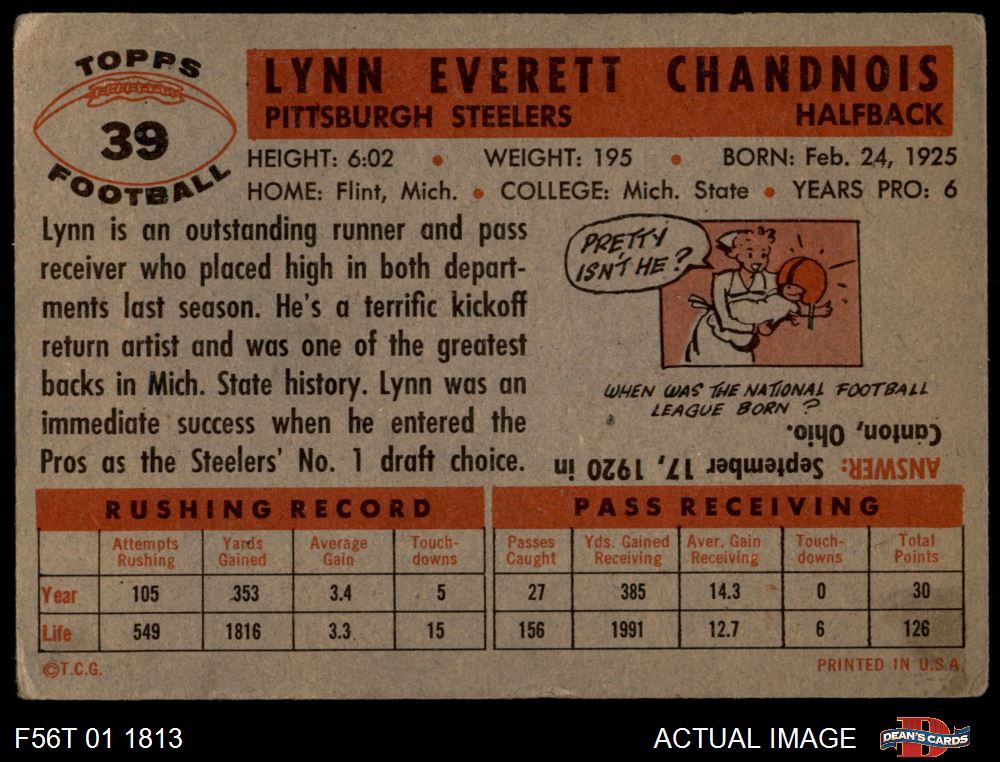 TOPPS
39
FOOTBALL
LYNN EVERETT CHANDNOIS
PITTSBURGH STEELERS HALFBACK
HEIGHT: 6:02 • WEIGHT: 195 • BORN: Feb. 24, 1925
HOME: Flint, Mich. • COLLEGE: Mich. State • YEARS PRO: 6
Lynn is an outstanding runner and pass
receiver who placed high in both depart-
ments last season. He's a terrific kickoff
return artist and was one of the greatest
backs in Mich. State history. Lynn was an
immediate success when he entered the
Pros as the Steelers' No. 1 draft choice.
PRETTY
ISN'T HE?
WHEN WAS THE NATIONAL FOOTBALL
LEAGUE BORN?
ANSWER: September 17, 1920 in
Canton, Ohio.
RUSHING RECORD PASS RECEIVING
Attempts Yards Average Touch- Passes Yds. Gained Aver. Gain Touch- Total
Rushing Gained Gain downs Caught Receiving Receiving downs Points
Year 105 353 3.4 5 27 385 14.3 0 30
Life 549 1816 3.3 15 156 1991 12.7 6 126
©T.C.G. PRINTED IN U.S.A.
F56T 01 1813 ACTUAL IMAGE D DEAN'S CARDS